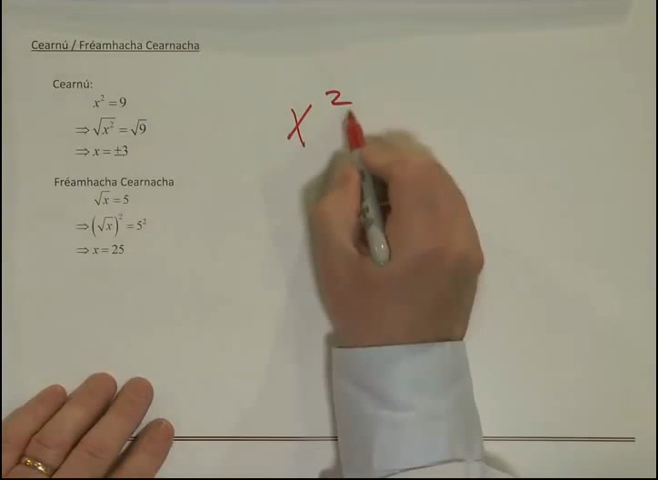 Cearnú / Fréamhacha Cearnacha
Cearnú:
x² = 9
⇒ √x² = √9
⇒ x = ±3
Fréamhacha Cearnacha
√x = 5
⇒ (√x)² = 5²
⇒ x = 25
x²